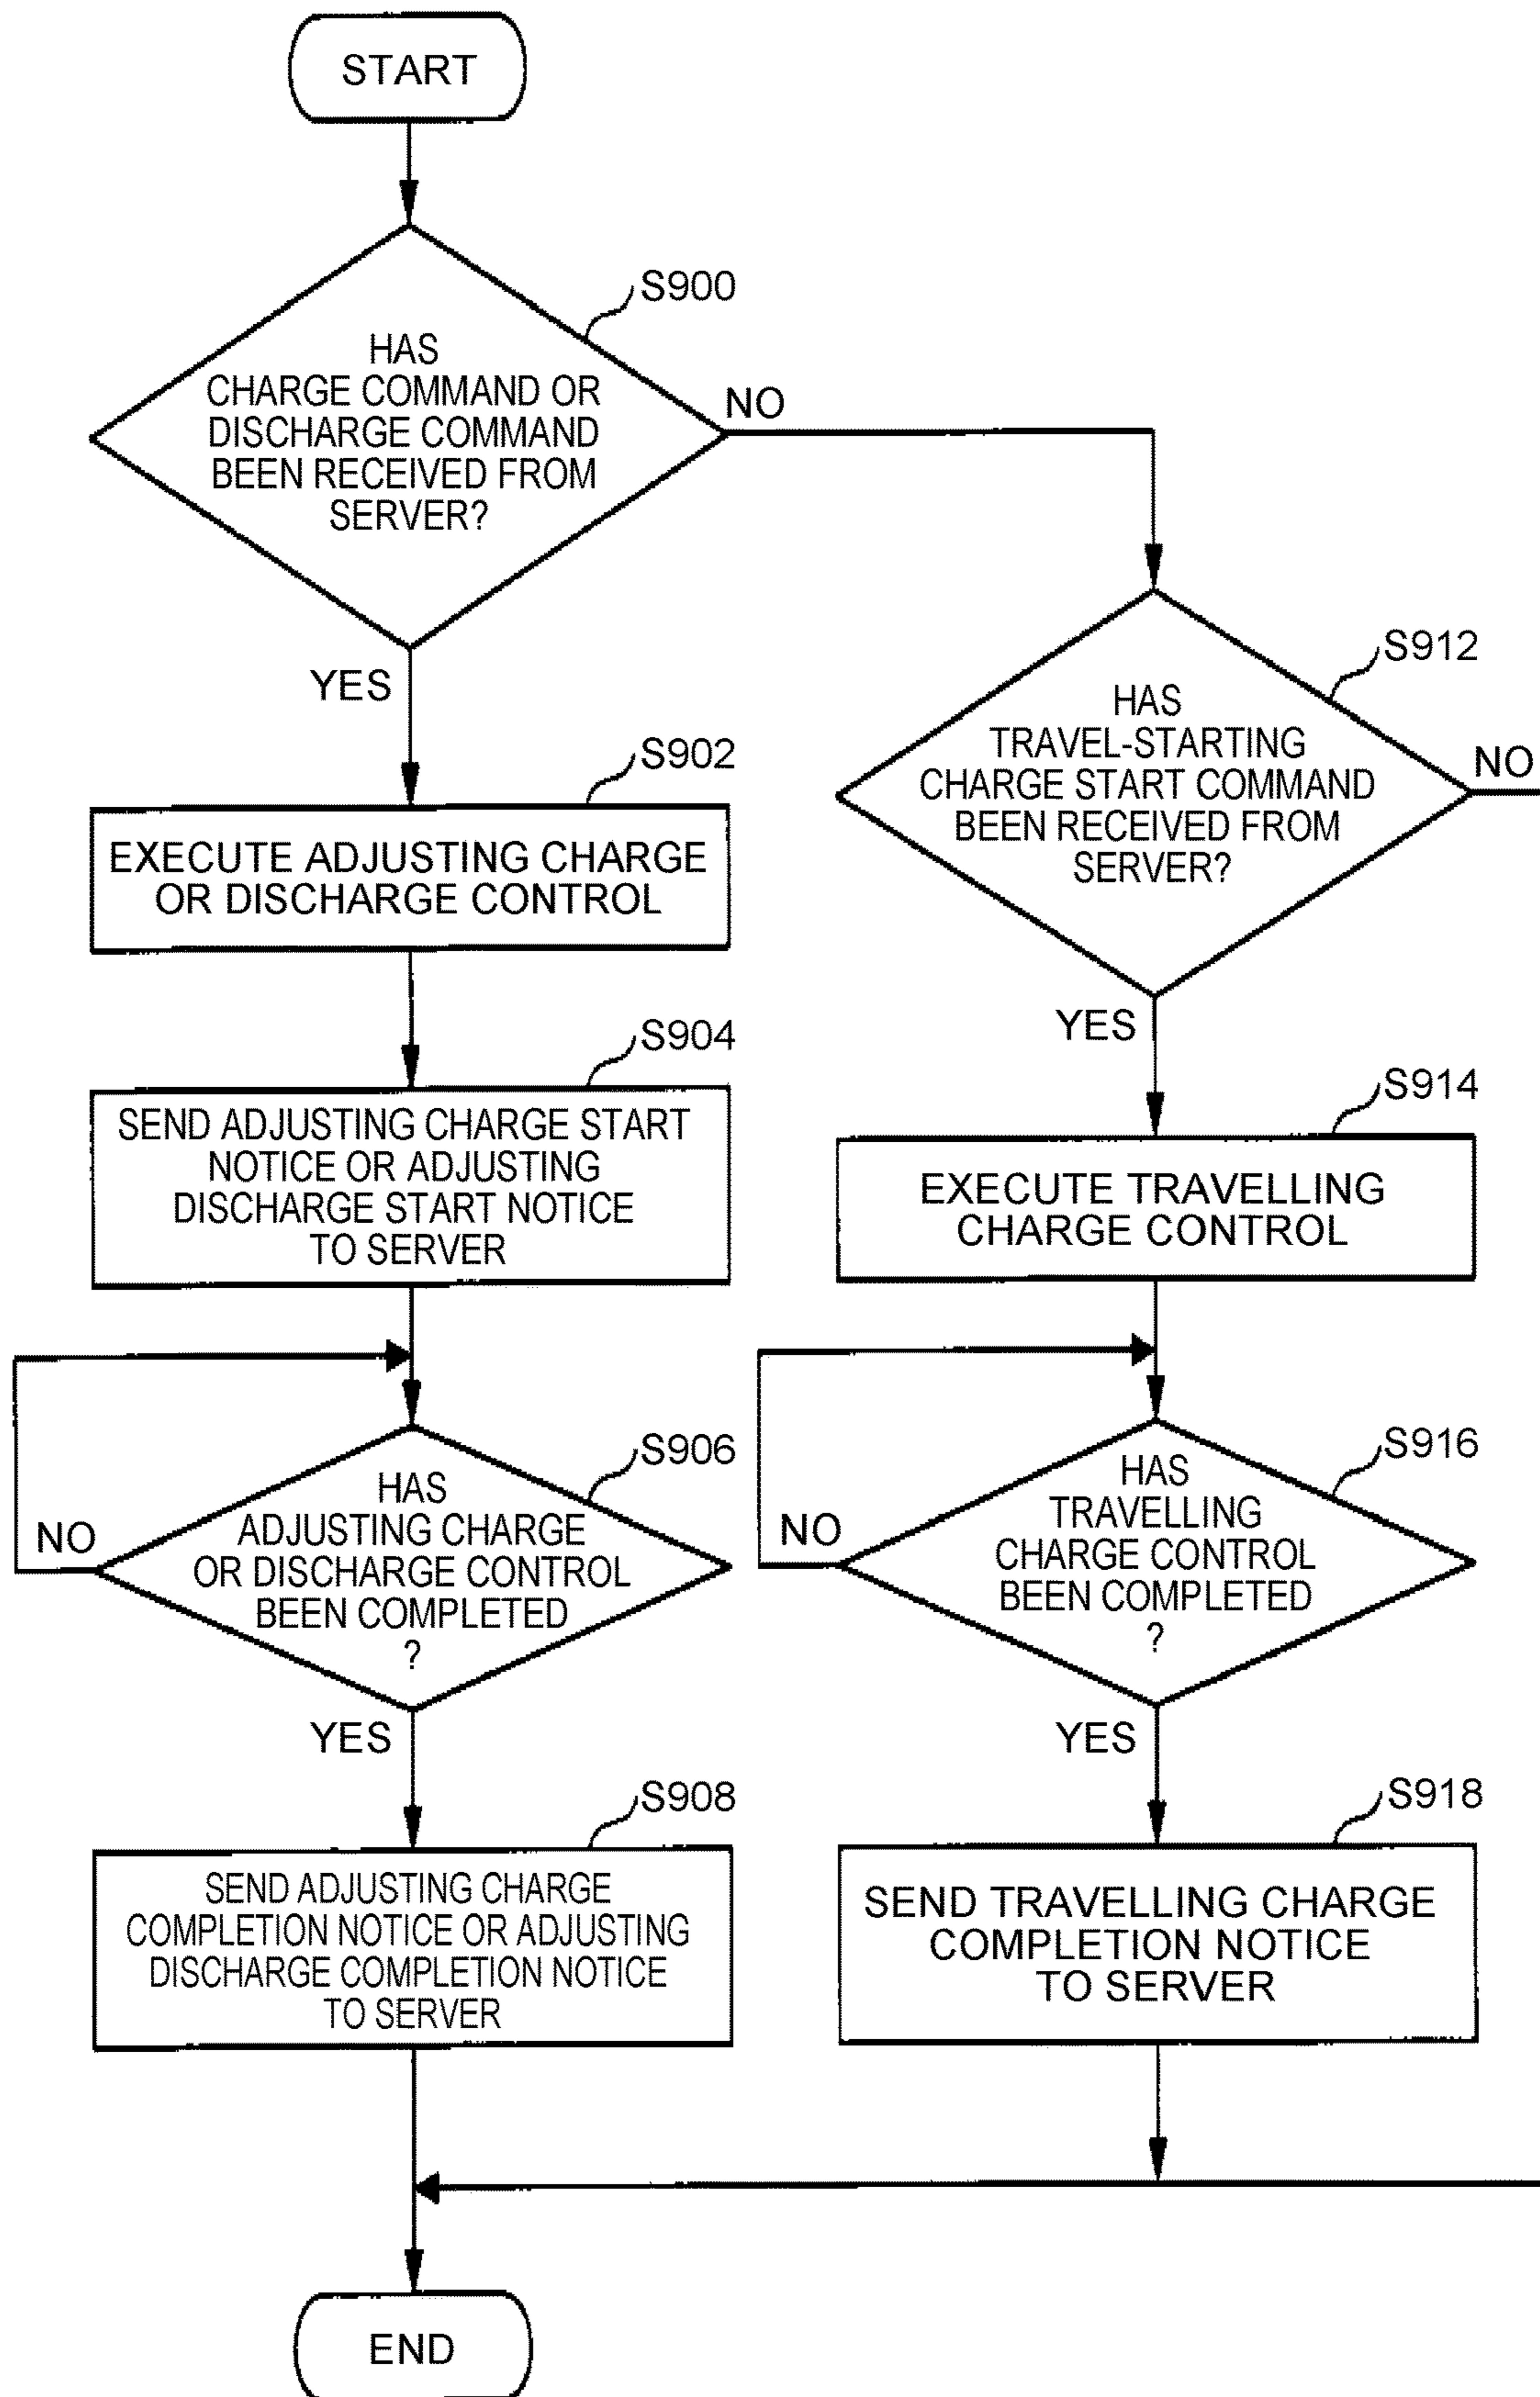 START
S900
HAS
CHARGE COMMAND OR
DISCHARGE COMMAND
BEEN RECEIVED FROM
SERVER?
NO
YES
S902
EXECUTE ADJUSTING CHARGE
OR DISCHARGE CONTROL
S904
SEND ADJUSTING CHARGE START
NOTICE OR ADJUSTING
DISCHARGE START NOTICE
TO SERVER
S906
HAS
ADJUSTING CHARGE
OR DISCHARGE CONTROL
BEEN COMPLETED
?
NO
YES
S908
SEND ADJUSTING CHARGE
COMPLETION NOTICE OR ADJUSTING
DISCHARGE COMPLETION NOTICE
TO SERVER
S912
HAS
TRAVEL-STARTING
CHARGE START COMMAND
BEEN RECEIVED FROM
SERVER?
NO
YES
S914
EXECUTE TRAVELLING
CHARGE CONTROL
S916
HAS
TRAVELLING
CHARGE CONTROL
BEEN COMPLETED
?
NO
YES
S918
SEND TRAVELLING CHARGE
COMPLETION NOTICE
TO SERVER
END